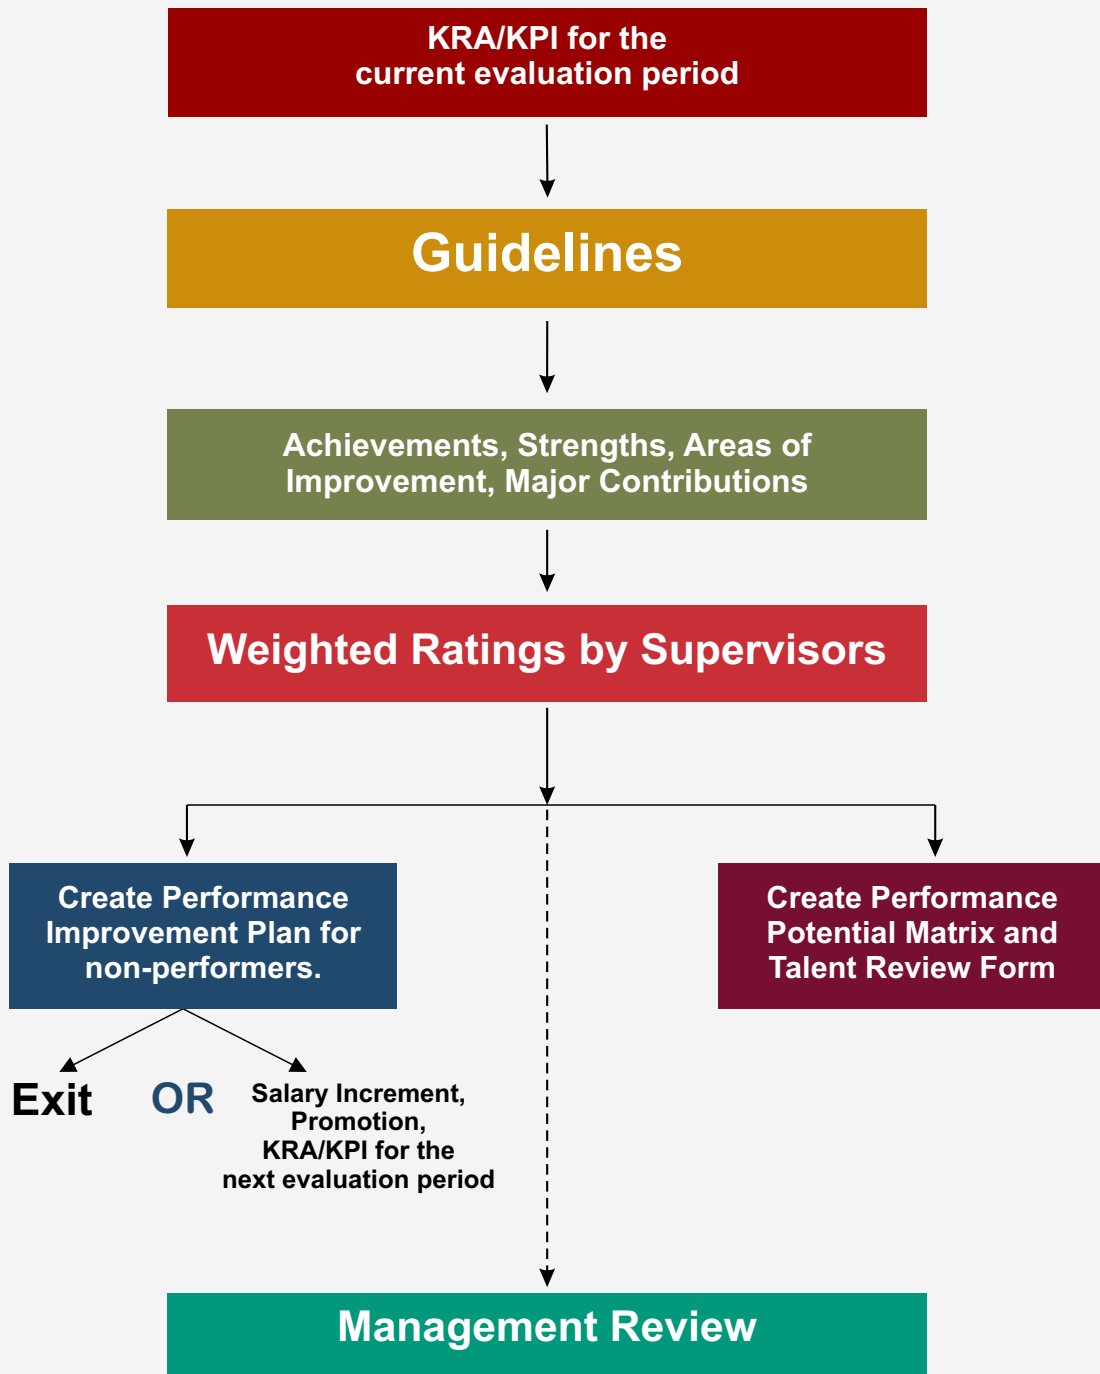 KRA/KPI for the
current evaluation period
Guidelines
Achievements, Strengths, Areas of
Improvement, Major Contributions
Weighted Ratings by Supervisors
Create Performance
Improvement Plan for
non-performers.
Create Performance
Potential Matrix and
Talent Review Form
Exit
OR
Salary Increment,
Promotion,
KRA/KPI for the
next evaluation period
Management Review